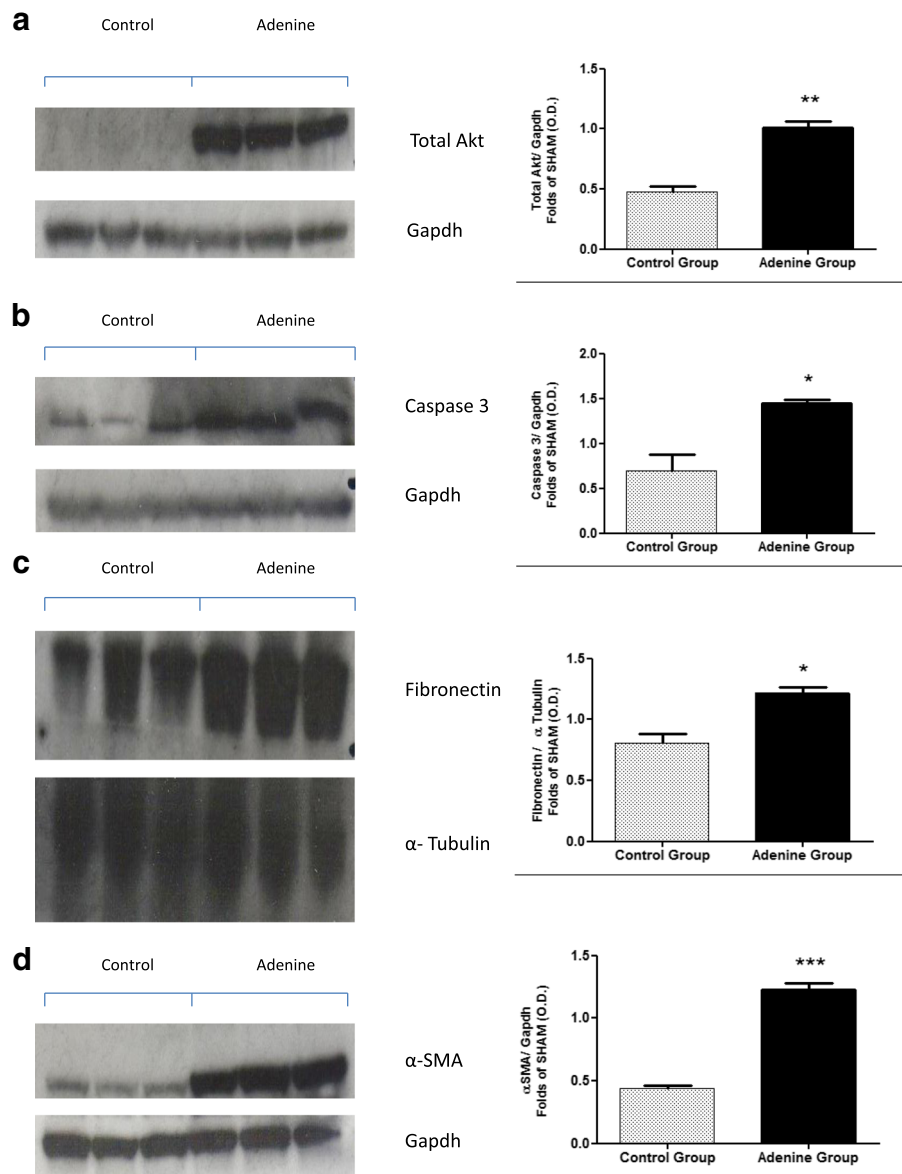 a
Control Adenine
Total Akt
Gapdh
Total Akt/ Gapdh
Folds of SHAM (O.D.)
1.5
**
1.0
0.5
0.0
Control Group Adenine Group
b
Control Adenine
Caspase 3
Gapdh
Caspase 3/ Gapdh
Folds of SHAM (O.D.)
2.0
*
1.5
1.0
0.5
0.0
Control Group Adenine Group
c
Control Adenine
Fibronectin
α- Tubulin
Fibronectin / α Tubulin
Folds of SHAM (O.D.)
1.5
*
1.0
0.5
0.0
Control Group Adenine Group
d
Control Adenine
α-SMA
Gapdh
αSMA/ Gapdh
Folds of SHAM (O.D.)
1.5
***
1.0
0.5
0.0
Control Group Adenine Group